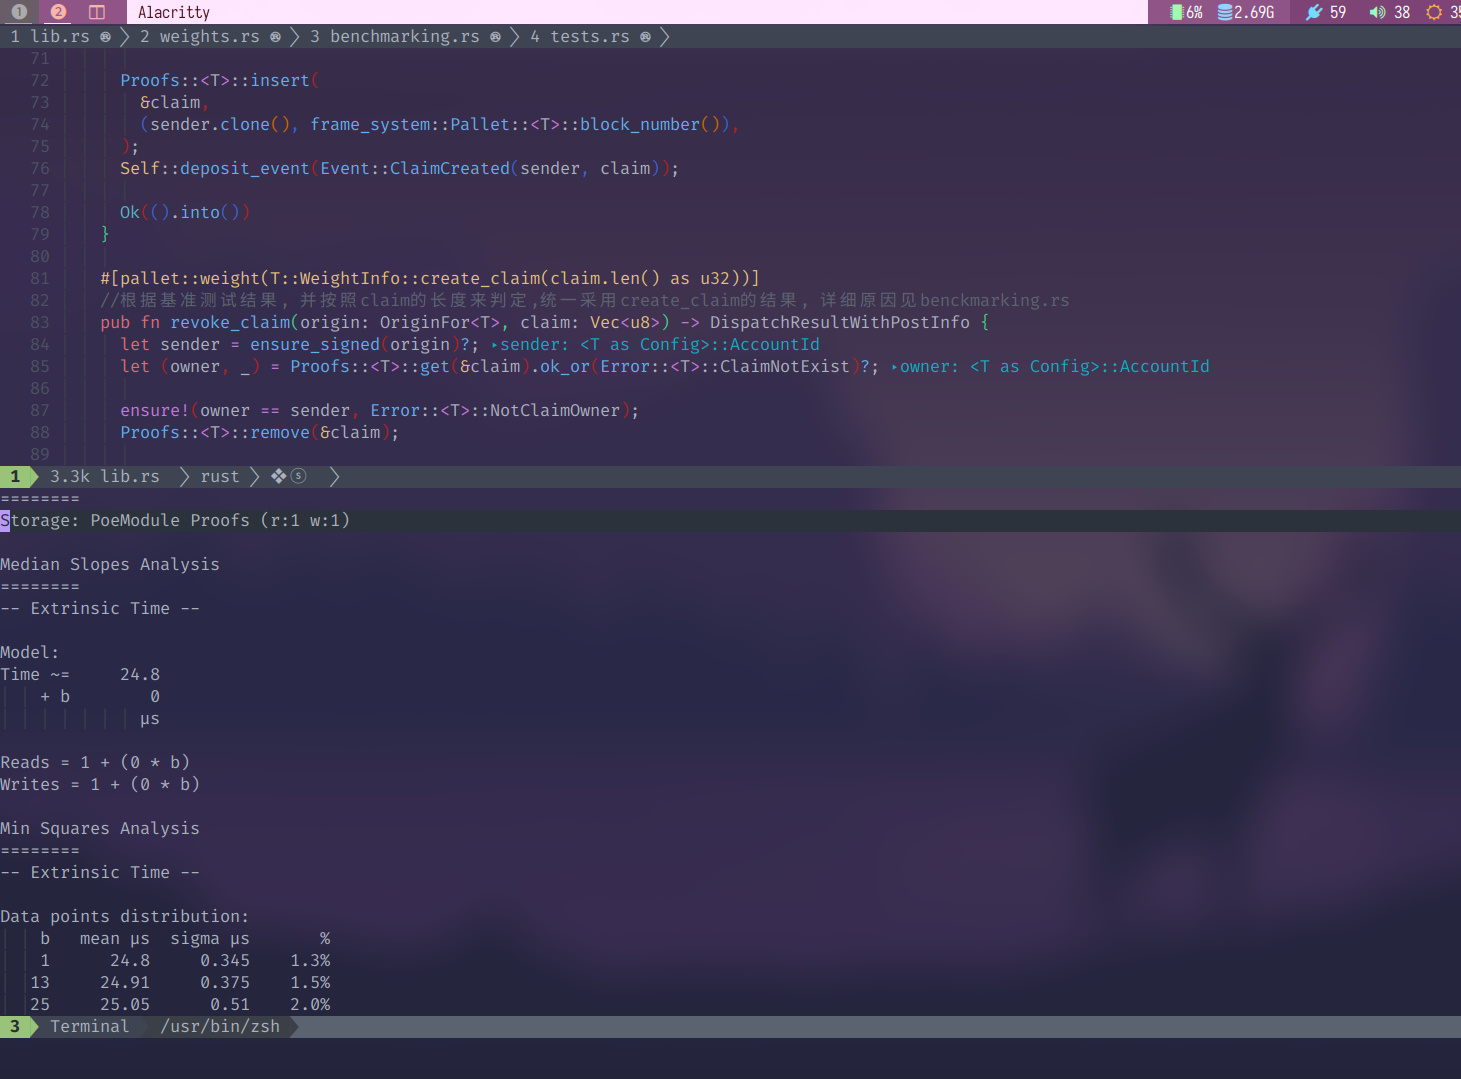 1 2 Alacritty 6% 2.69G 59 38 35
1 lib.rs 2 weights.rs 3 benchmarking.rs 4 tests.rs
71
72 Proofs::<T>::insert(
73 &claim,
74 (sender.clone(), frame_system::Pallet::<T>::block_number()),
75 );
76 Self::deposit_event(Event::ClaimCreated(sender, claim));
77
78 Ok(().into())
79 }
80
81 #[pallet::weight(T::WeightInfo::create_claim(claim.len() as u32))]
82 //根据基准测试结果，并按照claim的长度来判定,统一采用create_claim的结果，详细原因见benckmarking.rs
83 pub fn revoke_claim(origin: OriginFor<T>, claim: Vec<u8>) -> DispatchResultWithPostInfo {
84 let sender = ensure_signed(origin)?; ‣sender: <T as Config>::AccountId
85 let (owner, _) = Proofs::<T>::get(&claim).ok_or(Error::<T>::ClaimNotExist)?; ‣owner: <T as Config>::AccountId
86
87 ensure!(owner == sender, Error::<T>::NotClaimOwner);
88 Proofs::<T>::remove(&claim);
89
1 3.3k lib.rs rust ❖ⓢ
========
Storage: PoeModule Proofs (r:1 w:1)
Median Slopes Analysis
========
-- Extrinsic Time --
Model:
Time ~= 24.8
+ b 0
µs
Reads = 1 + (0 * b)
Writes = 1 + (0 * b)
Min Squares Analysis
========
-- Extrinsic Time --
Data points distribution:
b mean µs sigma µs %
1 24.8 0.345 1.3%
13 24.91 0.375 1.5%
25 25.05 0.51 2.0%
3 Terminal /usr/bin/zsh